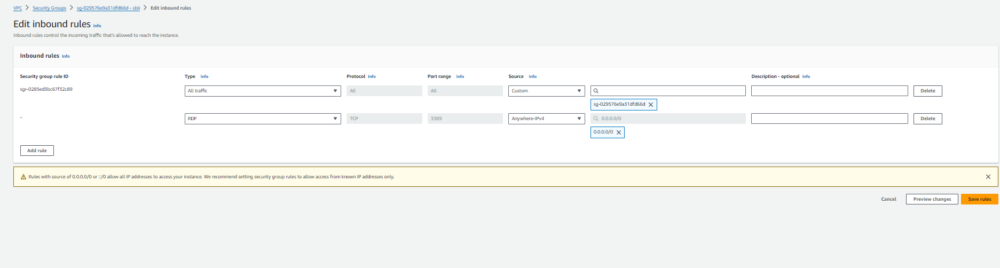 VPC > Security Groups > sg-029576e9a31dfd66d - sbii > Edit inbound rules
Edit inbound rules Info
Inbound rules control the incoming traffic that's allowed to reach the instance.
Inbound rules Info
Security group rule ID Type Info Protocol Info Port range Info Source Info Description - optional Info
sgr-0285ed3bc67f32c89 All traffic All All Custom Delete
sg-029576e9a31dfd66d
– RDP TCP 3389 Anywhere-IPv4 0.0.0.0/0 Delete
0.0.0.0/0
Add rule
Rules with source of 0.0.0.0/0 or ::/0 allow all IP addresses to access your instance. We recommend setting security group rules to allow access from known IP addresses only.
Cancel Preview changes Save rules